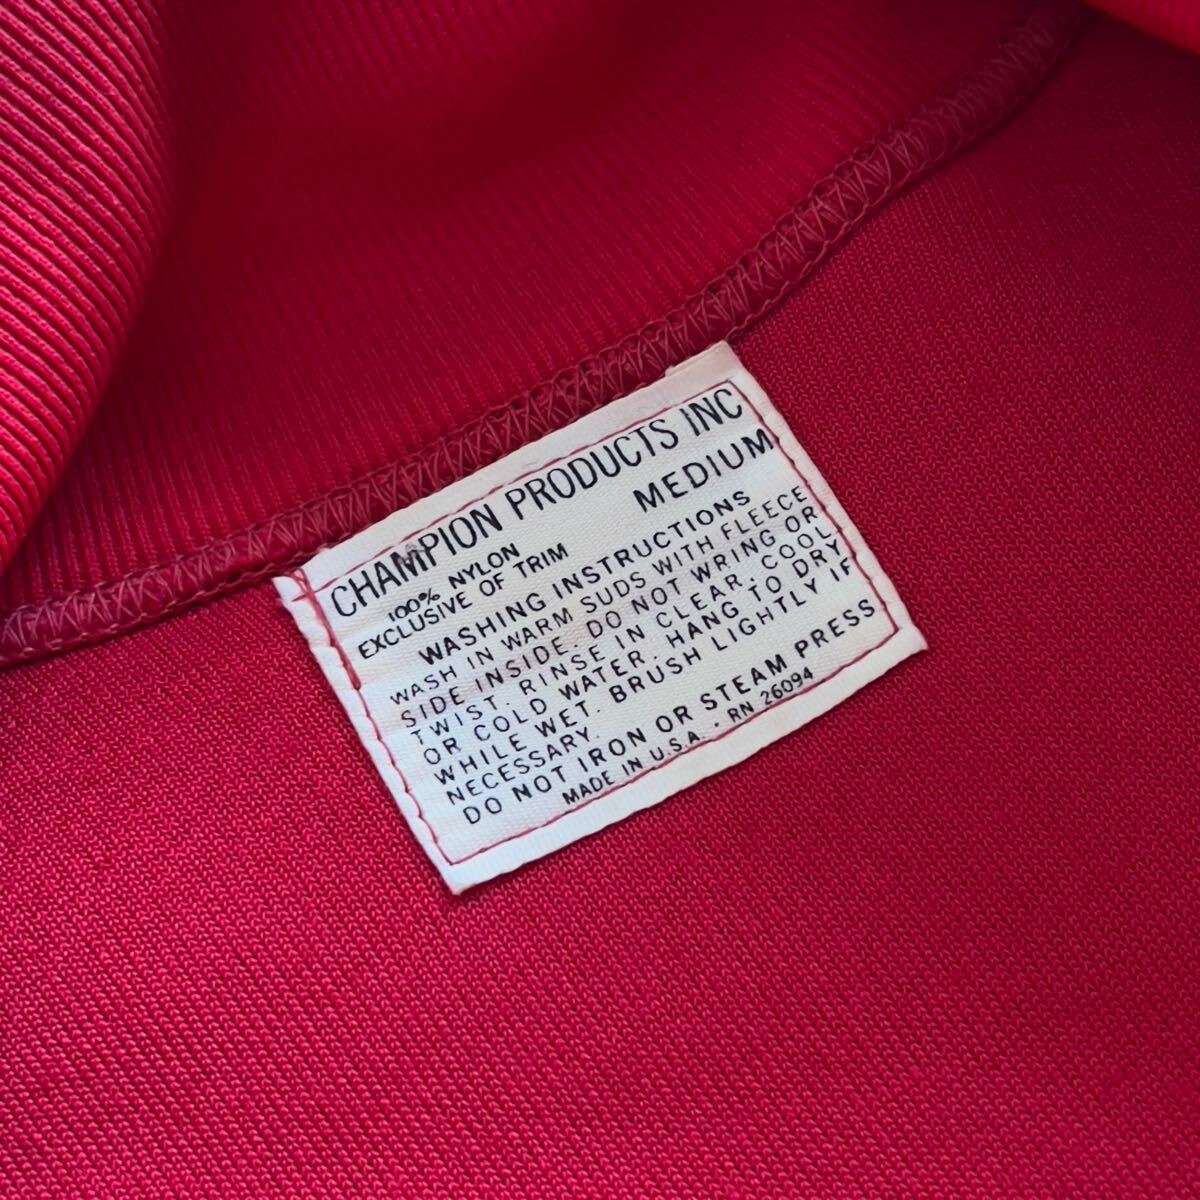 CHAMPION PRODUCTS INC
MEDIUM
100% NYLON
EXCLUSIVE OF TRIM
WASHING INSTRUCTIONS
WASH IN WARM SUDS WITH FLEECE
SIDE INSIDE. DO NOT WRING OR
TWIST. RINSE IN CLEAR, COOL
OR COLD WATER. HANG TO DRY
WHILE WET. BRUSH LIGHTLY IF
NECESSARY.
DO NOT IRON OR STEAM PRESS
MADE IN U.S.A. · RN 26094